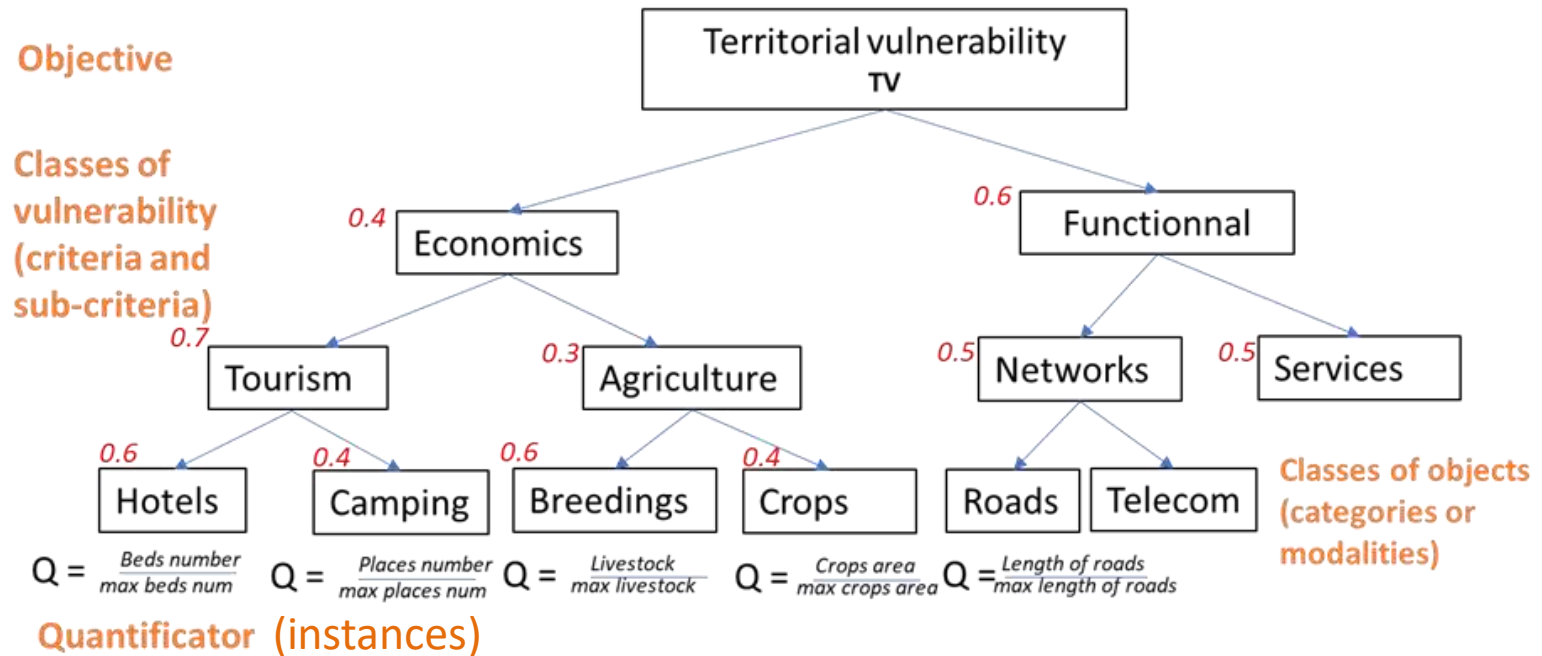 Objective
Territorial vulnerability
TV
Classes of
vulnerability
(criteria and
sub-criteria)
0.4
Economics
0.6
Functionnal
0.7
Tourism
0.3
Agriculture
0.5
Networks
0.5
Services
0.6
Hotels
0.4
Camping
0.6
Breedings
0.4
Crops
Roads
Telecom
Classes of objects
(categories or
modalities)
Q = Beds number
max beds num
Q = Places number
max places num
Q = Livestock
max livestock
Q = Crops area
max crops area
Q = Length of roads
max length of roads
Quantificator (instances)